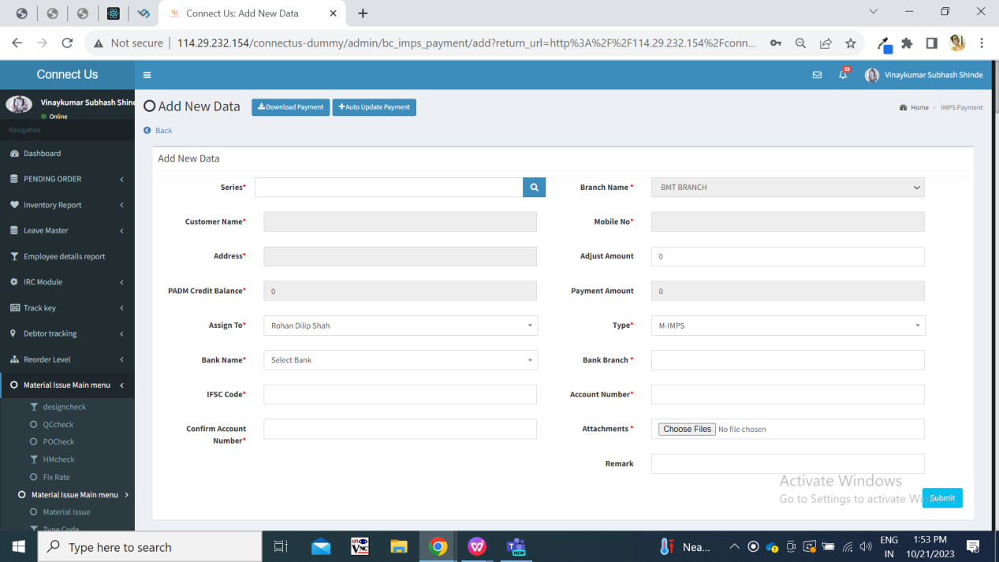 Connect Us: Add New Data
Not secure
114.29.232.154/connectus-dummy/admin/bc_imps_payment/add?return_url=http%3A%2F%2F114.29.232.154%2Fconn...
Connect Us
25
Vinaykumar Subhash Shinde
Vinaykumar Subhash Shind
Online
Add New Data
Download Payment
Auto Update Payment
Home > IMPS Payment
Navigation
Back
Dashboard
PENDING ORDER
Inventory Report
Leave Master
Employee details report
IRC Module
Track key
Debtor tracking
Reorder Level
Material Issue Main menu
designcheck
QCcheck
POCheck
HMcheck
Fix Rate
Material Issue Main menu
Material Issue
Type Code
Add New Data
Series*
Branch Name *
BMT BRANCH
Customer Name*
Mobile No*
Address*
Adjust Amount
0
PADM Credit Balance*
0
Payment Amount
0
Assign To*
Rohan Dilip Shah
Type*
M-IMPS
Bank Name*
Select Bank
Bank Branch *
IFSC Code*
Account Number*
Confirm Account
Number*
Attachments *
Choose Files
No file chosen
Remark
Activate Windows
Go to Settings to activate Wi
Submit
Type here to search
NEW
Nea...
ENG
IN
1:53 PM
10/21/2023